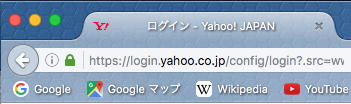 Y! ログイン - Yahoo! JAPAN
https://login.yahoo.co.jp/config/login?.src=ww
Google Google マップ W Wikipedia YouTube